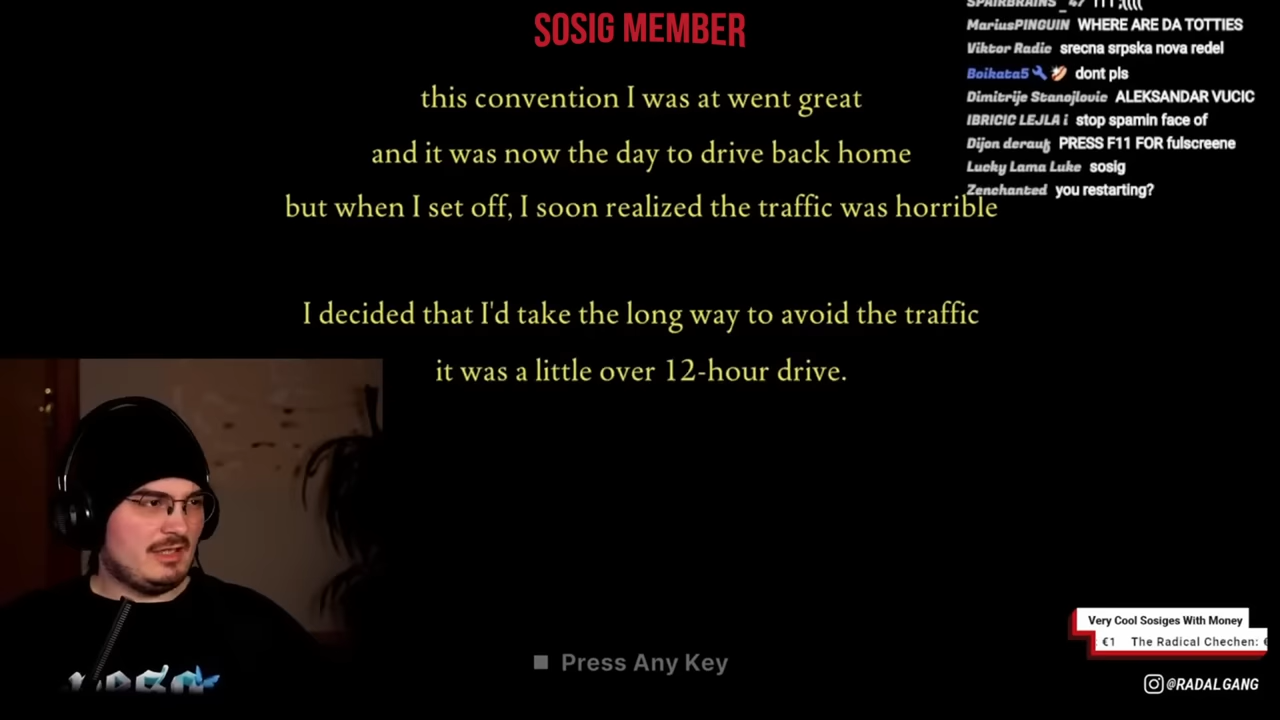 SOSIG MEMBER
this convention I was at went great
and it was now the day to drive back home
but when I set off, I soon realized the traffic was horrible
I decided that I'd take the long way to avoid the traffic
it was a little over 12-hour drive.
Press Any Key
MariusPINGUIN WHERE ARE DA TOTTIES
Viktor Radic srecna srpska nova redel
Boikata5 dont pls
Dimitrije Stanojlovic ALEKSANDAR VUCIC
IBRICIC LEJLA i stop spamin face of
Dijon derauf PRESS F11 FOR fulscreene
Lucky Lama Luke sosig
Zenchanted you restarting?
Very Cool Sosiges With Money
€1 The Radical Chechen:
@RADALGANG